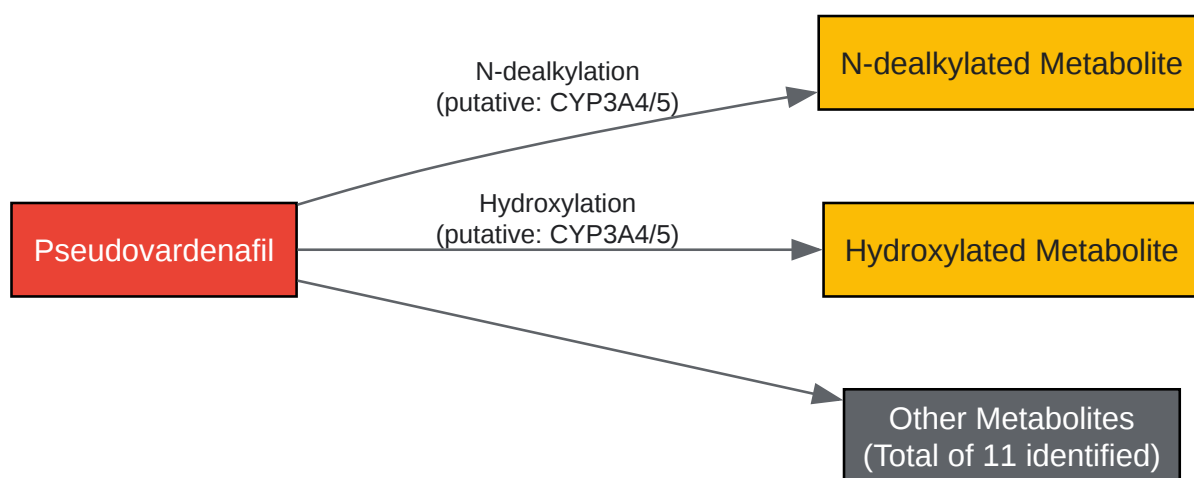 N-dealkylation
(putative: CYP3A4/5)
N-dealkylated Metabolite
Pseudovardenafil
Hydroxylation
(putative: CYP3A4/5)
Hydroxylated Metabolite
Other Metabolites
(Total of 11 identified)